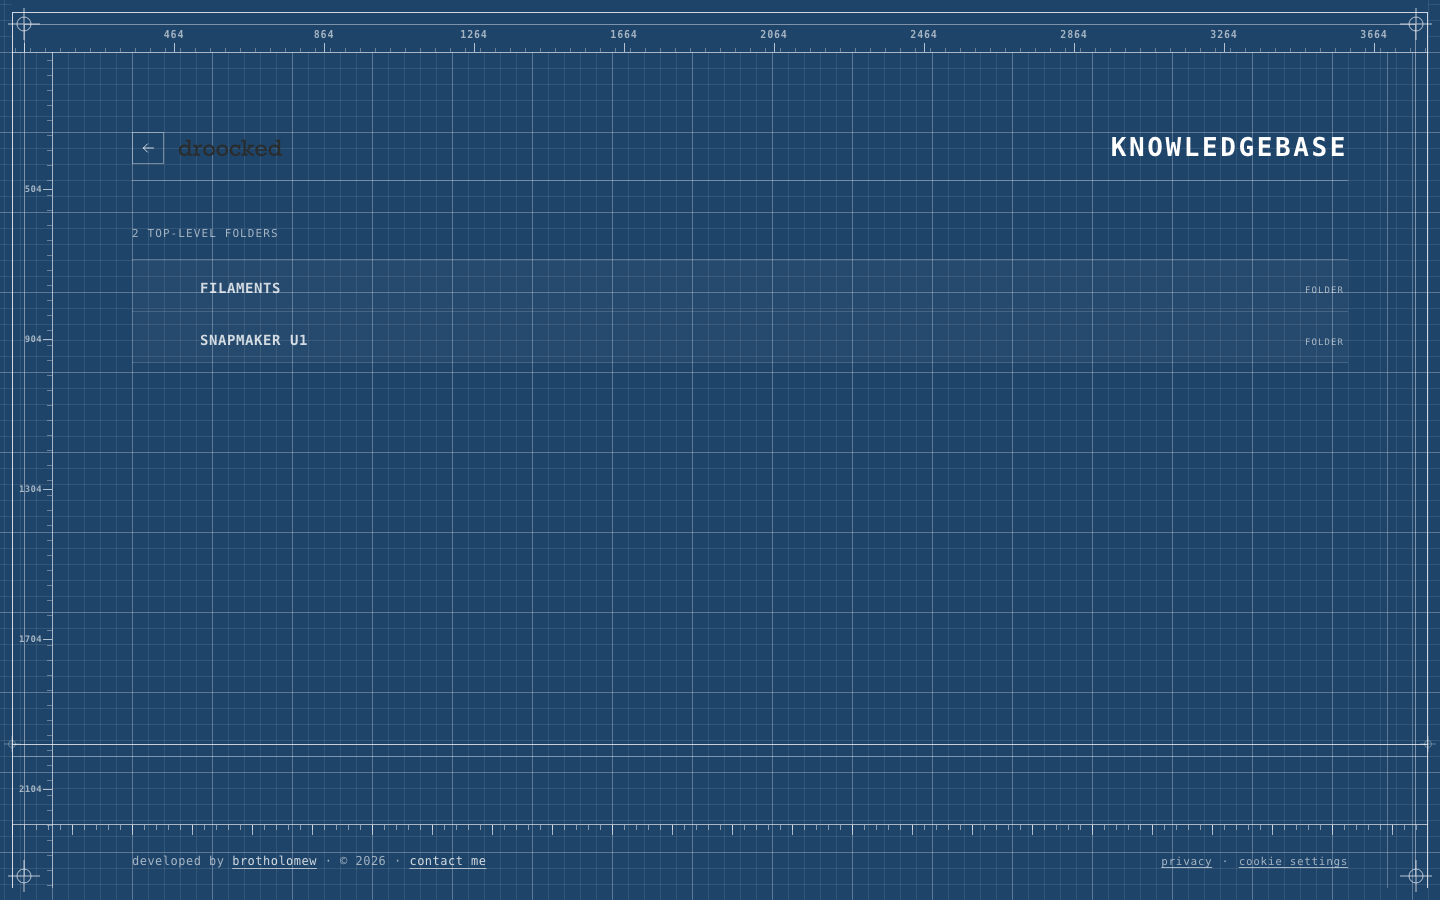 464 864 1264 1664 2064 2464 2864 3264 3664
droocked KNOWLEDGEBASE
504
2 TOP-LEVEL FOLDERS
FILAMENTS FOLDER
904 SNAPMAKER U1 FOLDER
1304
1704
2104
developed by brotholomew · © 2026 · contact me privacy · cookie settings